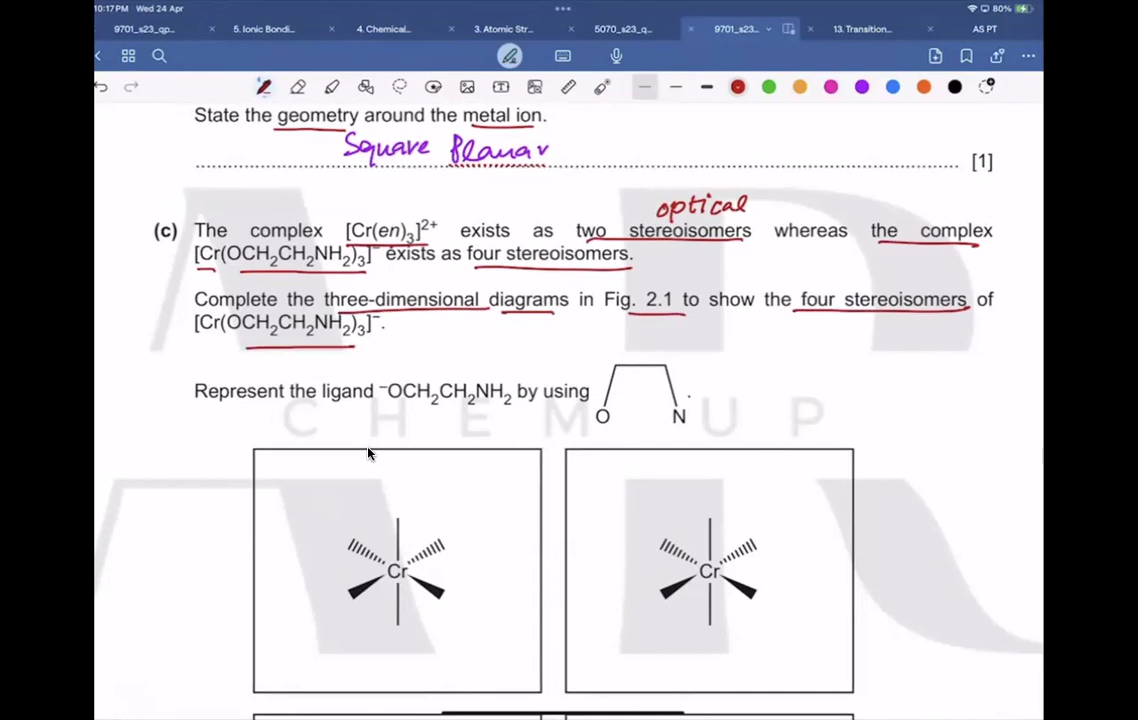 10:17 PM Wed 24 Apr
80%
9701_s23_qp...
5. Ionic Bondi...
4. Chemical...
3. Atomic Str...
5070_s23_q...
9701_s23...
13. Transition...
AS PT
State the geometry around the metal ion.
Square Planar
[1]
optical
(c) The complex [Cr(en)₃]²⁺ exists as two stereoisomers whereas the complex
[Cr(OCH₂CH₂NH₂)₃]⁻ exists as four stereoisomers.
Complete the three-dimensional diagrams in Fig. 2.1 to show the four stereoisomers of
[Cr(OCH₂CH₂NH₂)₃]⁻.
Represent the ligand ⁻OCH₂CH₂NH₂ by using
O N
.
CHEM UP
Cr
Cr